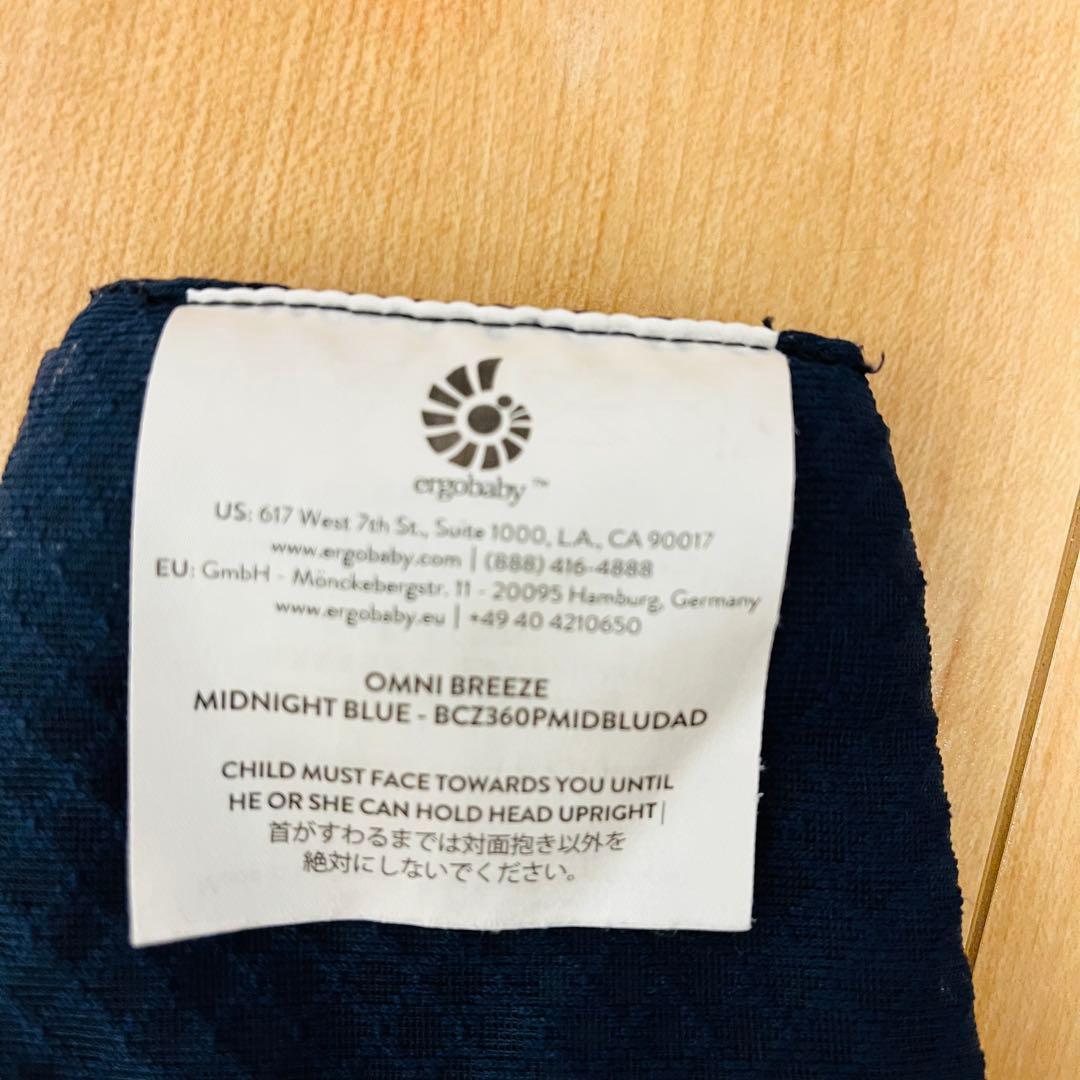 ergobaby ™
US: 617 West 7th St., Suite 1000, L.A., CA 90017
www.ergobaby.com | (888) 416-4888
EU: GmbH - Mönckebergstr. 11 - 20095 Hamburg, Germany
www.ergobaby.eu | +49 40 4210650
OMNI BREEZE
MIDNIGHT BLUE - BCZ360PMIDBLUDAD
CHILD MUST FACE TOWARDS YOU UNTIL
HE OR SHE CAN HOLD HEAD UPRIGHT |
首がすわるまでは対面抱き以外を
絶対にしないでください。